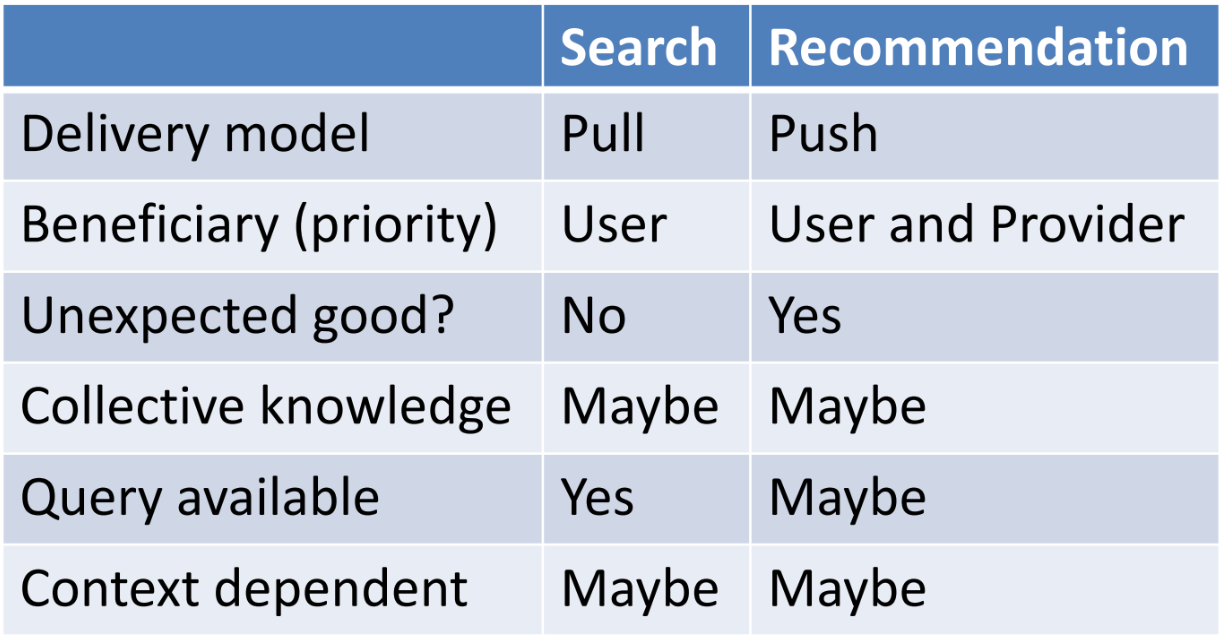 Search Recommendation
Delivery model Pull Push
Beneficiary (priority) User User and Provider
Unexpected good? No Yes
Collective knowledge Maybe Maybe
Query available Yes Maybe
Context dependent Maybe Maybe